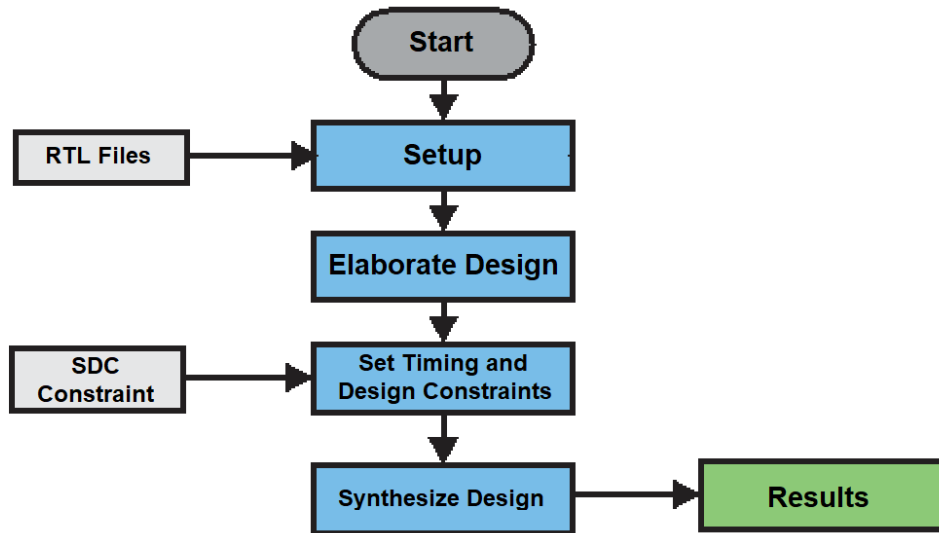 Start
RTL Files
Setup
Elaborate Design
SDC
Constraint
Set Timing and
Design Constraints
Synthesize Design
Results